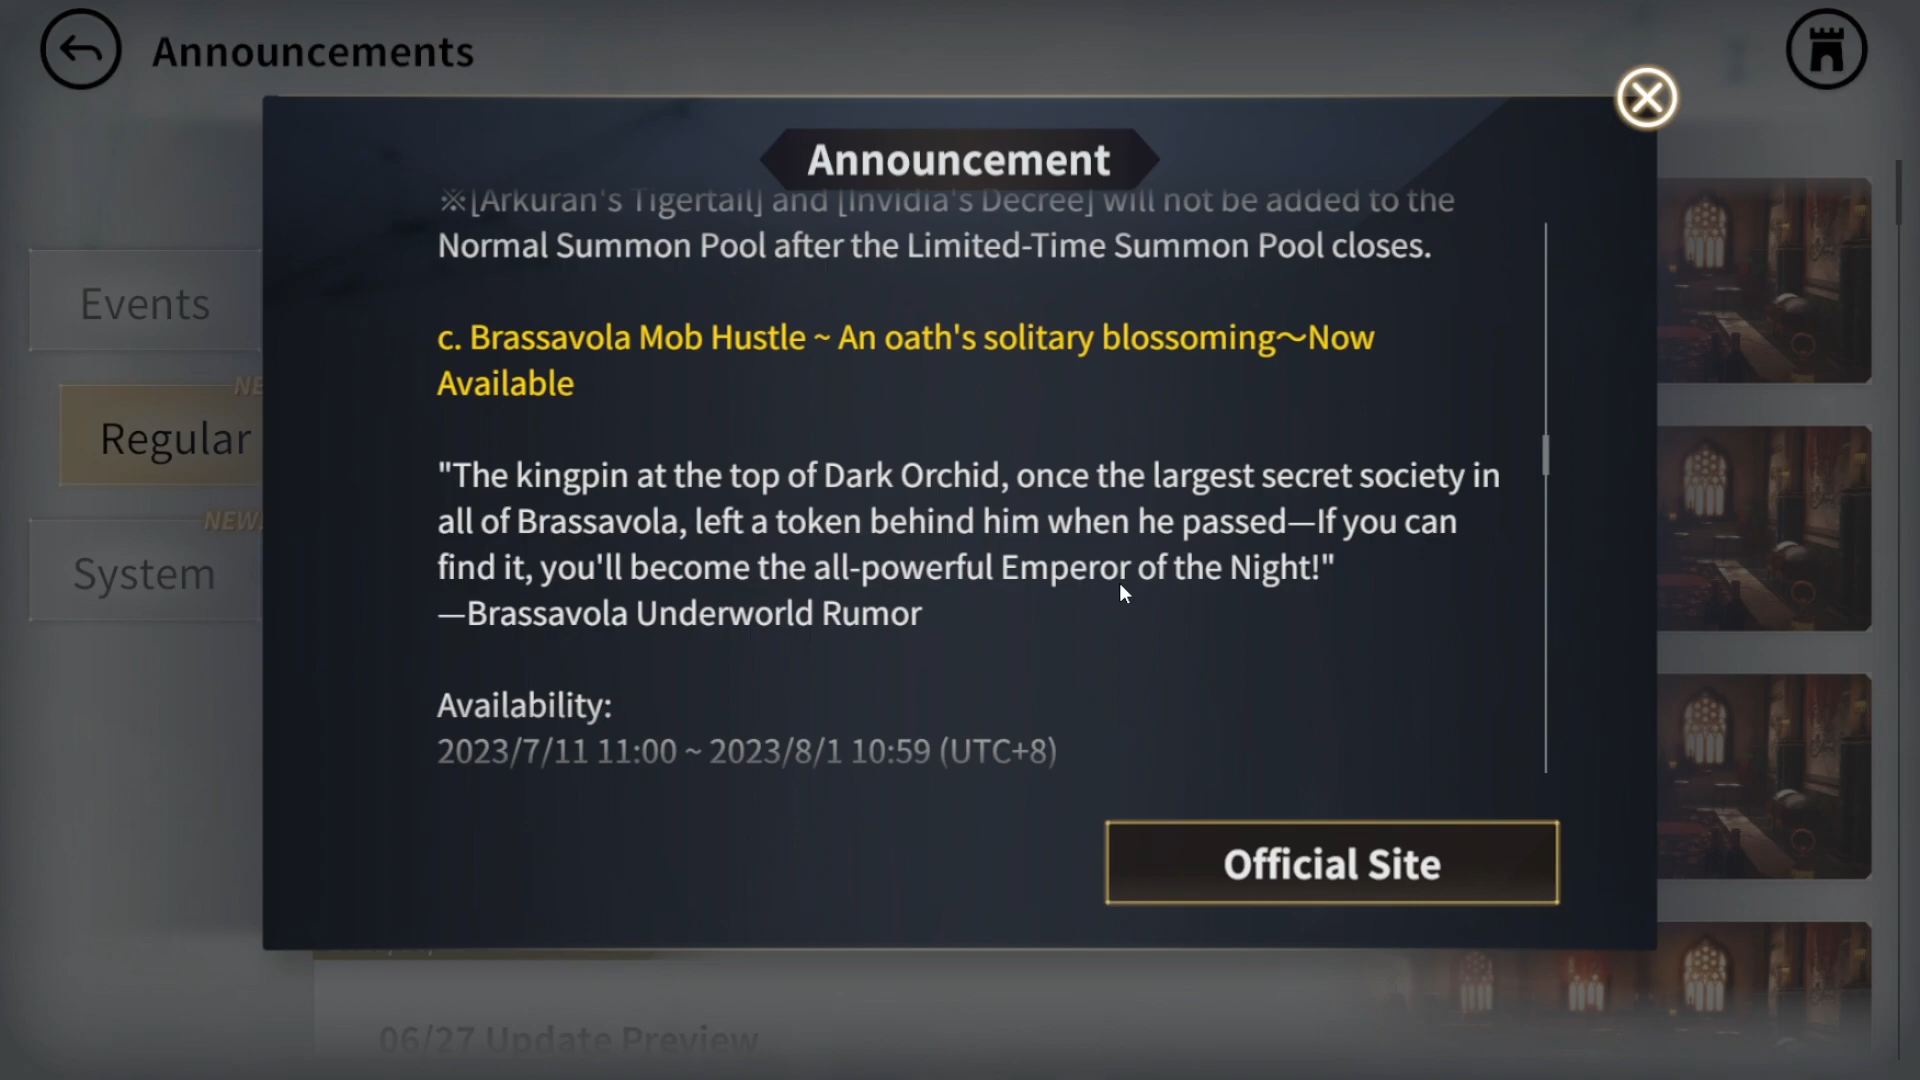 Announcements
Announcement
※[Arkuran's Tigertail] and [Invidia's Decree] will not be added to the
Normal Summon Pool after the Limited-Time Summon Pool closes.
c. Brassavola Mob Hustle ~ An oath's solitary blossoming～Now
Available
"The kingpin at the top of Dark Orchid, once the largest secret society in
all of Brassavola, left a token behind him when he passed—If you can
find it, you'll become the all-powerful Emperor of the Night!"
—Brassavola Underworld Rumor
Availability:
2023/7/11 11:00 ~ 2023/8/1 10:59 (UTC+8)
Official Site
Events
NE
Regular
NEW
System
06/27 Update Preview